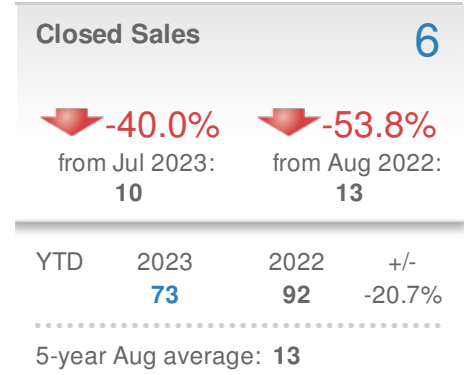 Closed Sales 6
-40.0% -53.8%
from Jul 2023: from Aug 2022:
10 13
YTD 2023 2022 +/-
73 92 -20.7%
5-year Aug average: 13